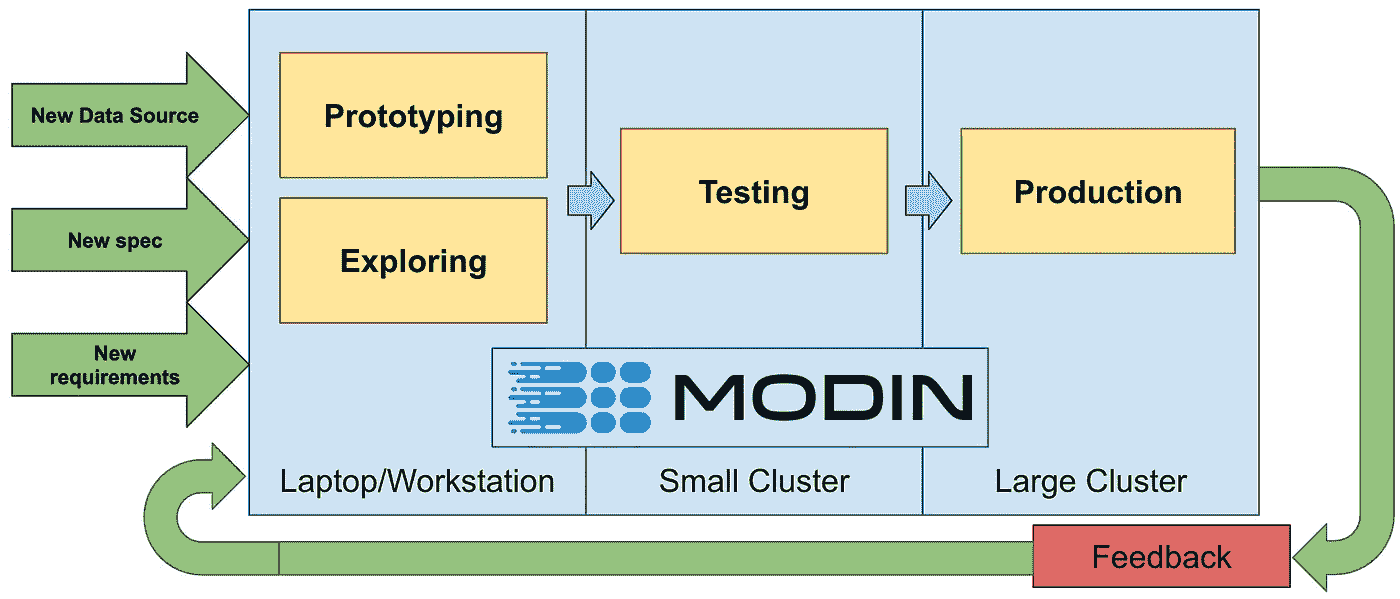 New Data Source
New spec
New
requirements
Prototyping
Exploring
Testing
Production
MODIN
Laptop/Workstation
Small Cluster
Large Cluster
Feedback